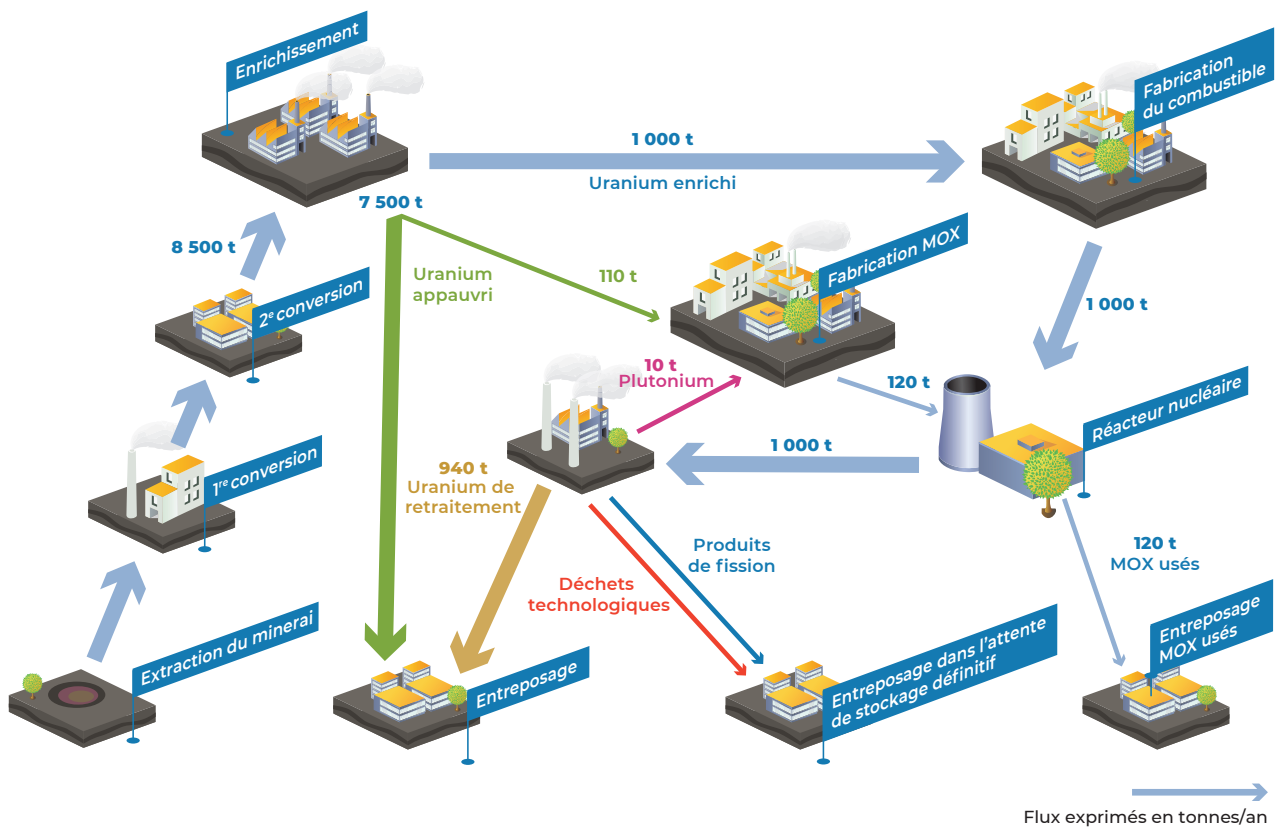 Enrichissement
1 000 t
Uranium enrichi
Fabrication
du combustible
7 500 t
8 500 t
Uranium
appauvri
110 t
Fabrication MOX
2e conversion
1 000 t
10 t
Plutonium
120 t
Réacteur nucléaire
1 000 t
1re conversion
940 t
Uranium de
retraitement
Produits
de fission
120 t
MOX usés
Déchets
technologiques
Extraction du minerai
Entreposage
Entreposage dans l'attente
de stockage définitif
Entreposage
MOX usés
Flux exprimés en tonnes/an